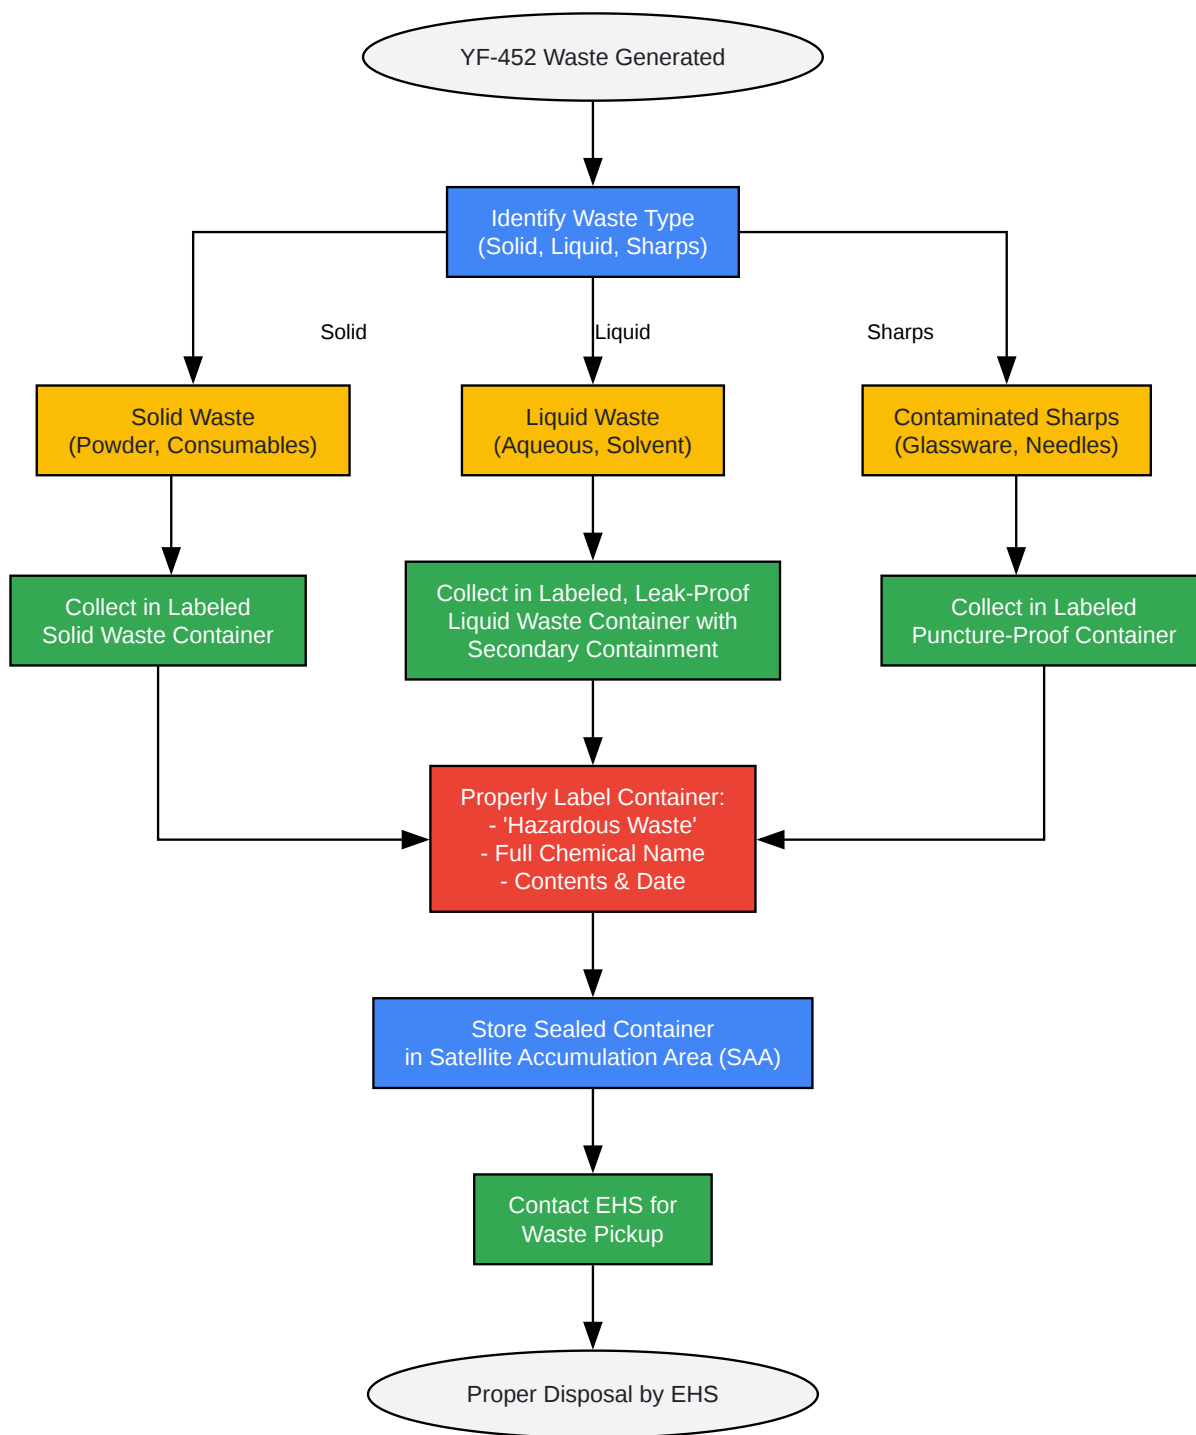 YF-452 Waste Generated
Identify Waste Type
(Solid, Liquid, Sharps)
Solid
Liquid
Sharps
Solid Waste
(Powder, Consumables)
Liquid Waste
(Aqueous, Solvent)
Contaminated Sharps
(Glassware, Needles)
Collect in Labeled
Solid Waste Container
Collect in Labeled, Leak-Proof
Liquid Waste Container with
Secondary Containment
Collect in Labeled
Puncture-Proof Container
Properly Label Container:
- 'Hazardous Waste'
- Full Chemical Name
- Contents & Date
Store Sealed Container
in Satellite Accumulation Area (SAA)
Contact EHS for
Waste Pickup
Proper Disposal by EHS